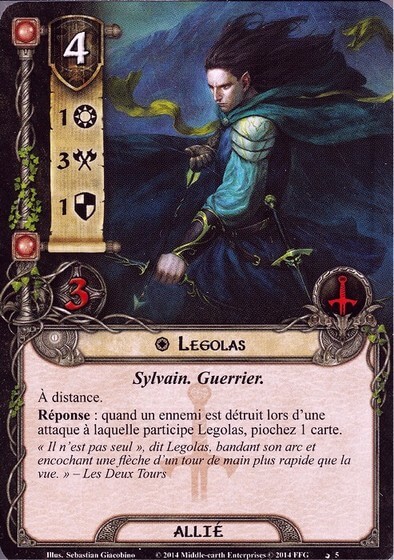 4
1
3
1
3
Legolas
Sylvain. Guerrier.
À distance.
Réponse : quand un ennemi est détruit lors d'une
attaque à laquelle participe Legolas, piochez 1 carte.
« Il n'est pas seul », dit Legolas, bandant son arc et
encochant une flèche d'un tour de main plus rapide que la
vue. » – Les Deux Tours
ALLIÉ
Illus. Sebastian Giacobino © 2014 Middle-earth Enterprises © 2014 FFG 5